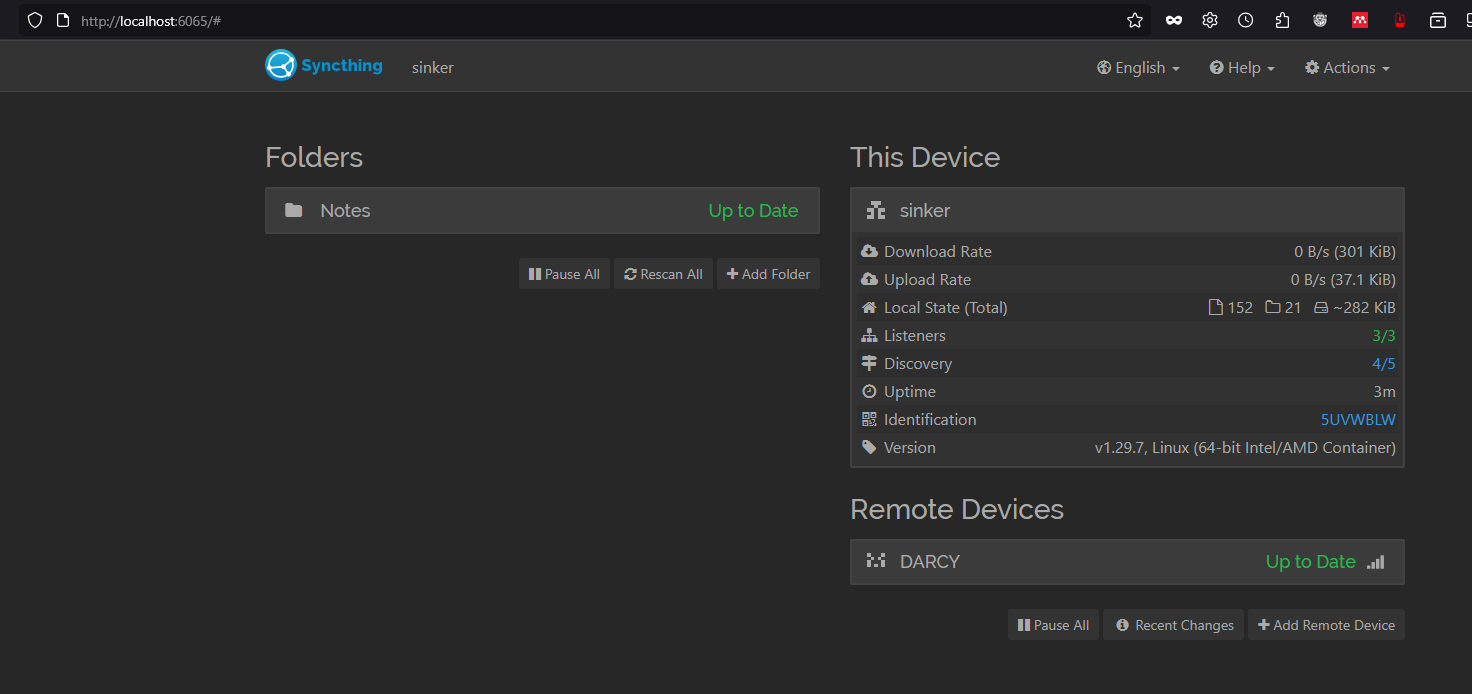 http://localhost:6065/#
Syncthing sinker English Help Actions
Folders
Notes Up to Date
Pause All Rescan All Add Folder
This Device
sinker
Download Rate 0 B/s (301 KiB)
Upload Rate 0 B/s (37.1 KiB)
Local State (Total) 152 21 ~282 KiB
Listeners 3/3
Discovery 4/5
Uptime 3m
Identification 5UVWBLW
Version v1.29.7, Linux (64-bit Intel/AMD Container)
Remote Devices
DARCY Up to Date
Pause All Recent Changes Add Remote Device